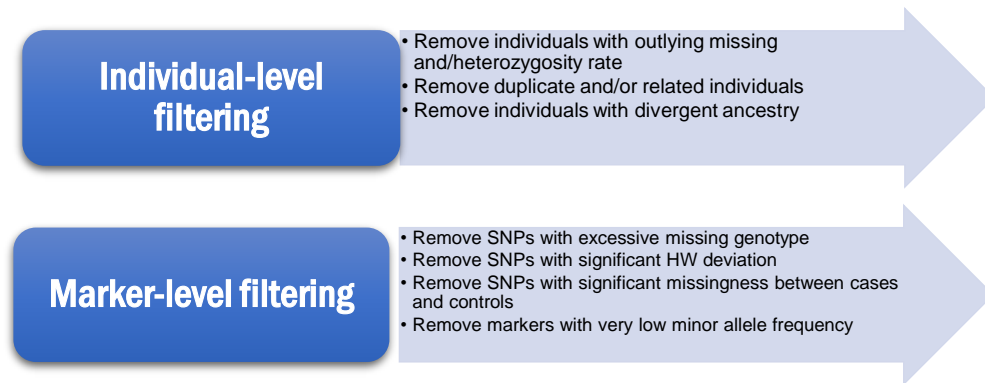 Individual-level
filtering
• Remove individuals with outlying missing
and/heterozygosity rate
• Remove duplicate and/or related individuals
• Remove individuals with divergent ancestry
Marker-level filtering
• Remove SNPs with excessive missing genotype
• Remove SNPs with significant HW deviation
• Remove SNPs with significant missingness between cases
and controls
• Remove markers with very low minor allele frequency